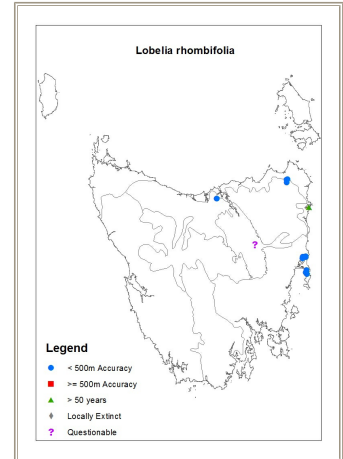 Lobelia rhombifolia
?
Legend
< 500m Accuracy
>= 500m Accuracy
> 50 years
Locally Extinct
? Questionable